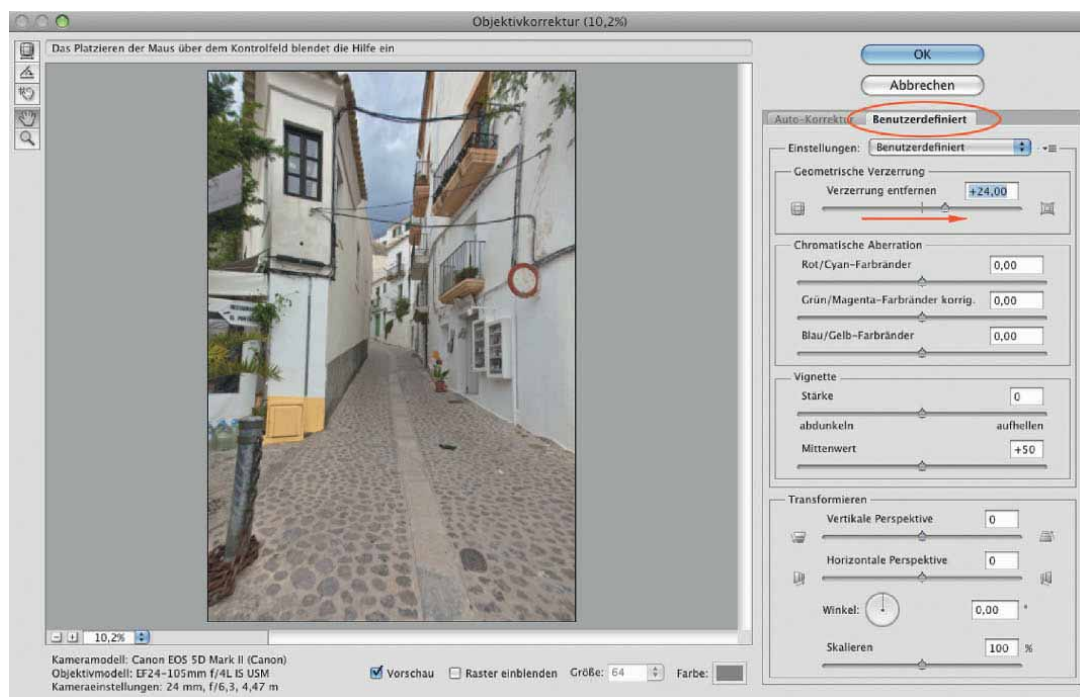 Objektivkorrektur (10,2%)
Das Platzieren der Maus über dem Kontrolfeld blendet die Hilfe ein
OK
Abbrechen
Auto-Korrektur Benutzerdefiniert
Einstellungen: Benutzerdefiniert
Geometrische Verzerrung
Verzerrung entfernen +24,00
Chromatische Aberration
Rot/Cyan-Farbränder 0,00
Grün/Magenta-Farbränder korrig. 0,00
Blau/Gelb-Farbränder 0,00
Vignette
Stärke 0
abdunkeln aufhellen
Mittenwert +50
Transformieren
Vertikale Perspektive 0
Horizontale Perspektive 0
Winkel: 0,00 °
Skalieren 100 %
10,2%
Kameramodell: Canon EOS 5D Mark II (Canon)
Objektivmodell: EF24-105mm f/4L IS USM
Kameraeinstellungen: 24 mm, f/6,3, 4,47 m
Vorschau Raster einblenden Größe: 64 Farbe: